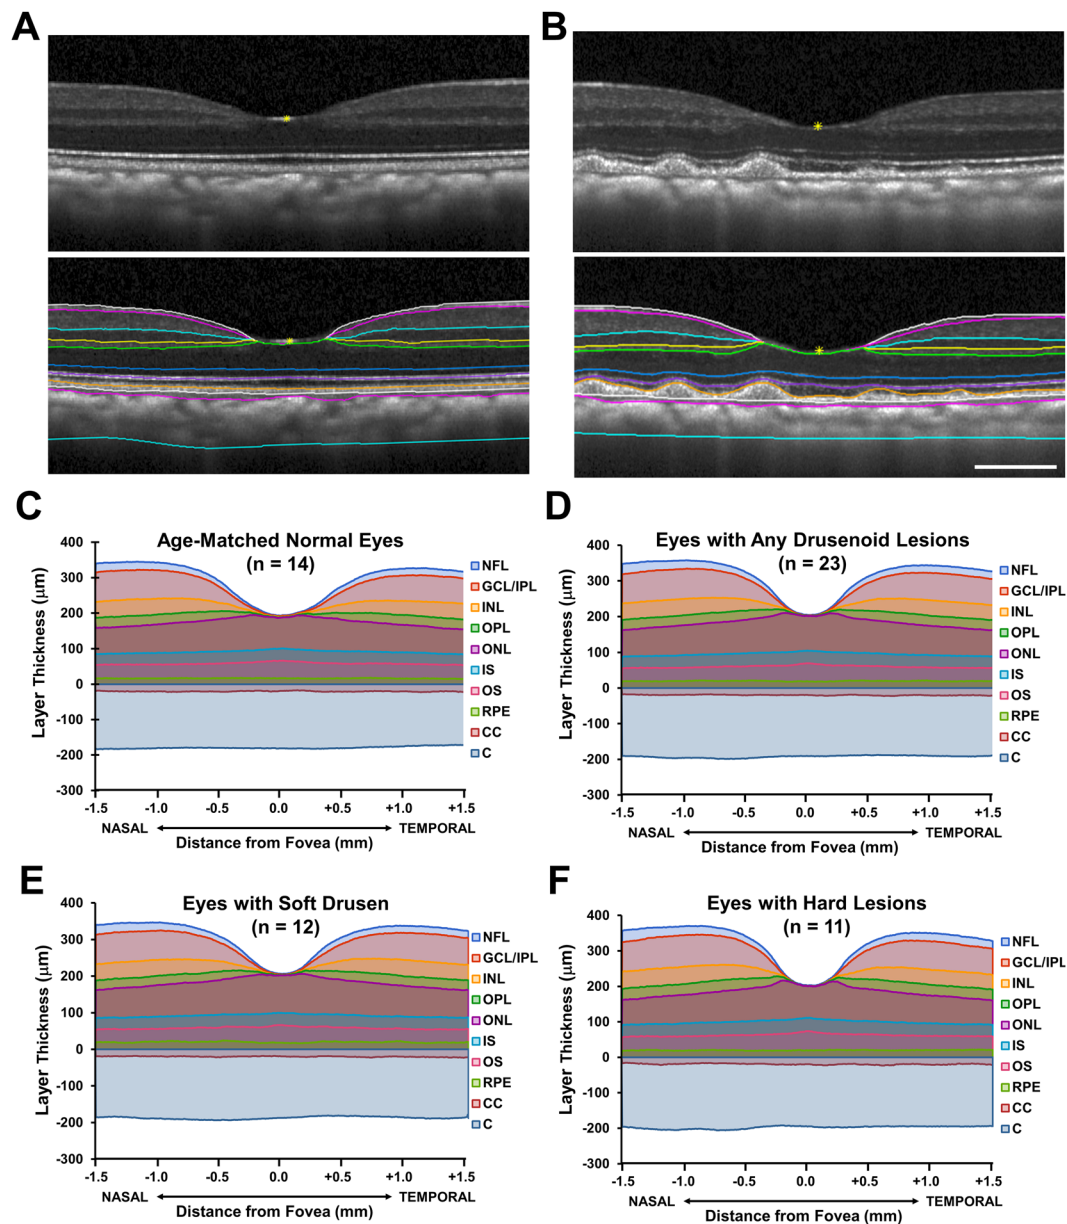 A
B
C
Age-Matched Normal Eyes
(n = 14)
Layer Thickness (μm)
400
300
200
100
0
-100
-200
-300
-1.5 -1.0 -0.5 0.0 +0.5 +1.0 +1.5
NASAL TEMPORAL
Distance from Fovea (mm)
NFL
GCL/IPL
INL
OPL
ONL
IS
OS
RPE
CC
C
D
Eyes with Any Drusenoid Lesions
(n = 23)
Layer Thickness (μm)
400
300
200
100
0
-100
-200
-300
-1.5 -1.0 -0.5 0.0 +0.5 +1.0 +1.5
NASAL TEMPORAL
Distance from Fovea (mm)
NFL
GCL/IPL
INL
OPL
ONL
IS
OS
RPE
CC
C
E
Eyes with Soft Drusen
(n = 12)
Layer Thickness (μm)
400
300
200
100
0
-100
-200
-300
-1.5 -1.0 -0.5 0.0 +0.5 +1.0 +1.5
NASAL TEMPORAL
Distance from Fovea (mm)
NFL
GCL/IPL
INL
OPL
ONL
IS
OS
RPE
CC
C
F
Eyes with Hard Lesions
(n = 11)
Layer Thickness (μm)
400
300
200
100
0
-100
-200
-300
-1.5 -1.0 -0.5 0.0 +0.5 +1.0 +1.5
NASAL TEMPORAL
Distance from Fovea (mm)
NFL
GCL/IPL
INL
OPL
ONL
IS
OS
RPE
CC
C